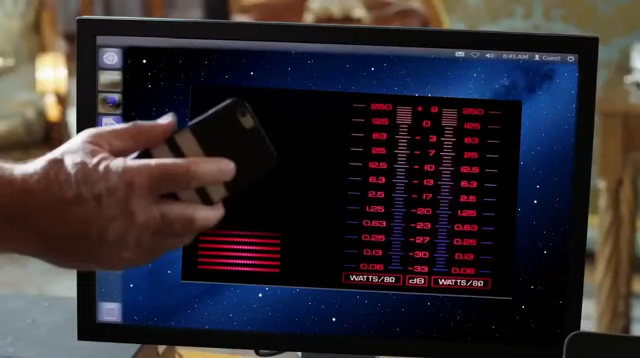 6:45 AM Guest
250 + 8 250
125 0 125
63 - 3 63
25 - 7 25
12.5 - 10 12.5
6.3 - 13 6.3
2.5 - 17 2.5
1.25 -20 1.25
0.63 -23 0.63
0.25 -27 0.25
0.13 -30 0.13
0.06 -33 0.06
WATTS/8Ω dB WATTS/8Ω